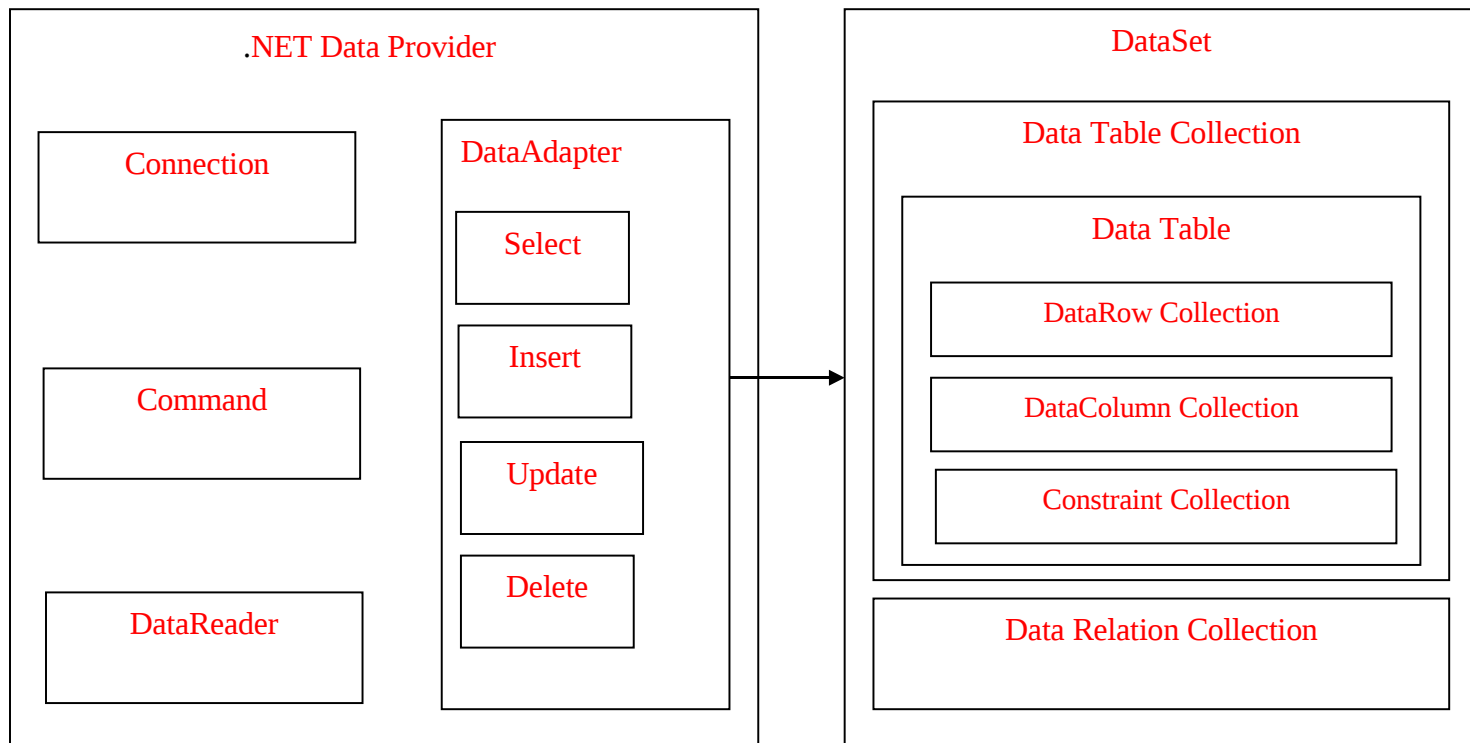 .NET Data Provider
Connection
Command
DataReader
DataAdapter
Select
Insert
Update
Delete
DataSet
Data Table Collection
Data Table
DataRow Collection
DataColumn Collection
Constraint Collection
Data Relation Collection